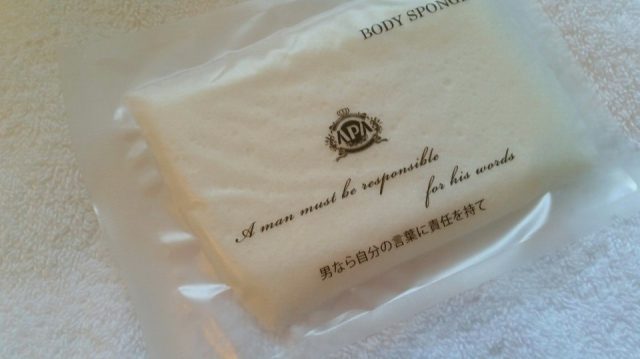 BODY SPONGE
APA
A man must be responsible
for his words
男なら自分の言葉に責任を持て